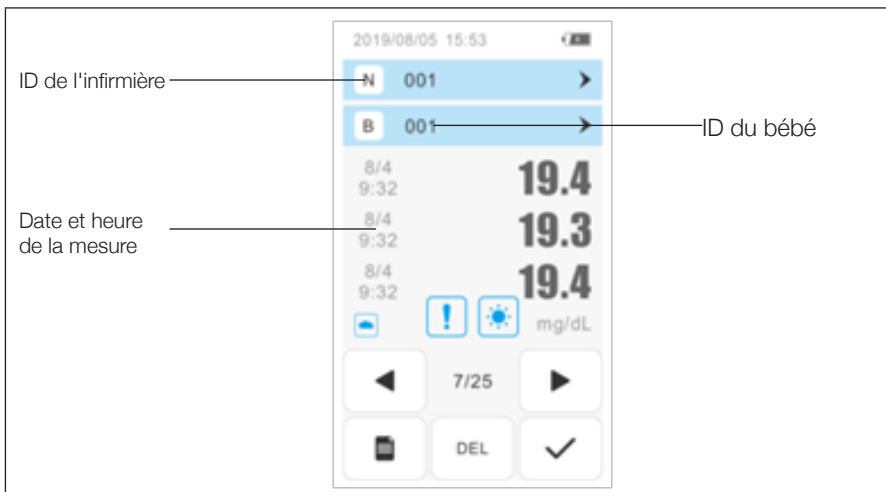 2019/08/05 15:53
ID de l'infirmière
N 001
B 001
ID du bébé
8/4
9:32
19.4
Date et heure
de la mesure
8/4
9:32
19.3
8/4
9:32
19.4
!
mg/dL
7/25
DEL